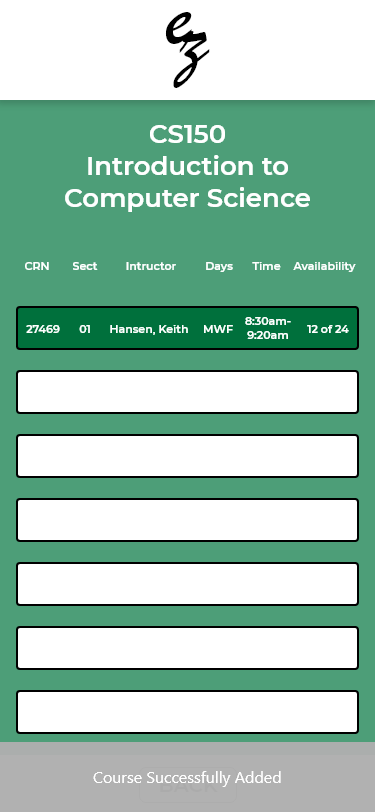 ez
CS150
Introduction to
Computer Science
CRN Sect Intructor Days Time Availability
27469 01 Hansen, Keith MWF 8:30am-
9:20am 12 of 24
Course Successfully Added
BACK